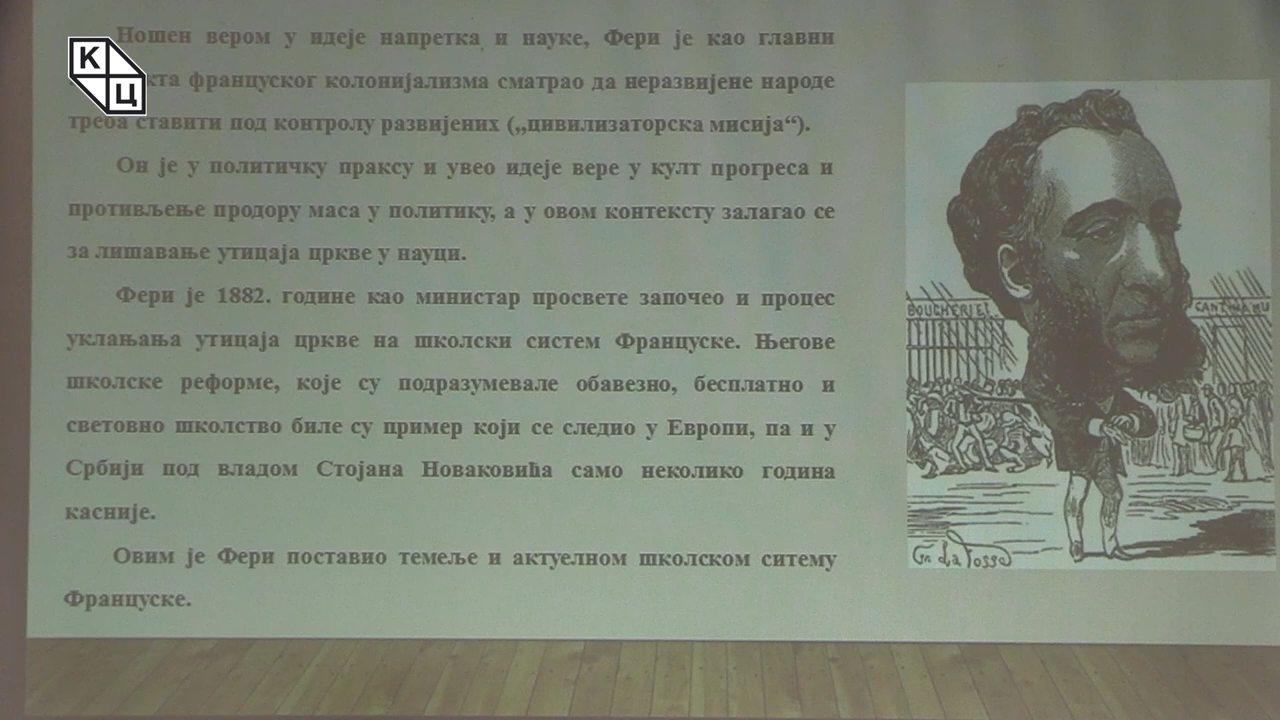 К
Ц
Ношен вером у идеје напретка и науке, Фери је као главни
кта француског колонијализма сматрао да неразвијене народе
треба ставити под контролу развијених („цивилизаторска мисија“).
Он је у политичку праксу и увео идеје вере у култ прогреса и
противљење продору маса у политику, а у овом контексту залагао се
за лишавање утицаја цркве у науци.
Фери је 1882. године као министар просвете започео и процес
уклањања утицаја цркве на школски систем Француске. Његове
школске реформе, које су подразумевале обавезно, бесплатно и
световно школство биле су пример који се следио у Европи, па и у
Србији под владом Стојана Новаковића само неколико година
касније.
Овим је Фери поставио темеље и актуелном школском ситему
Француске.
BOUCHERIE